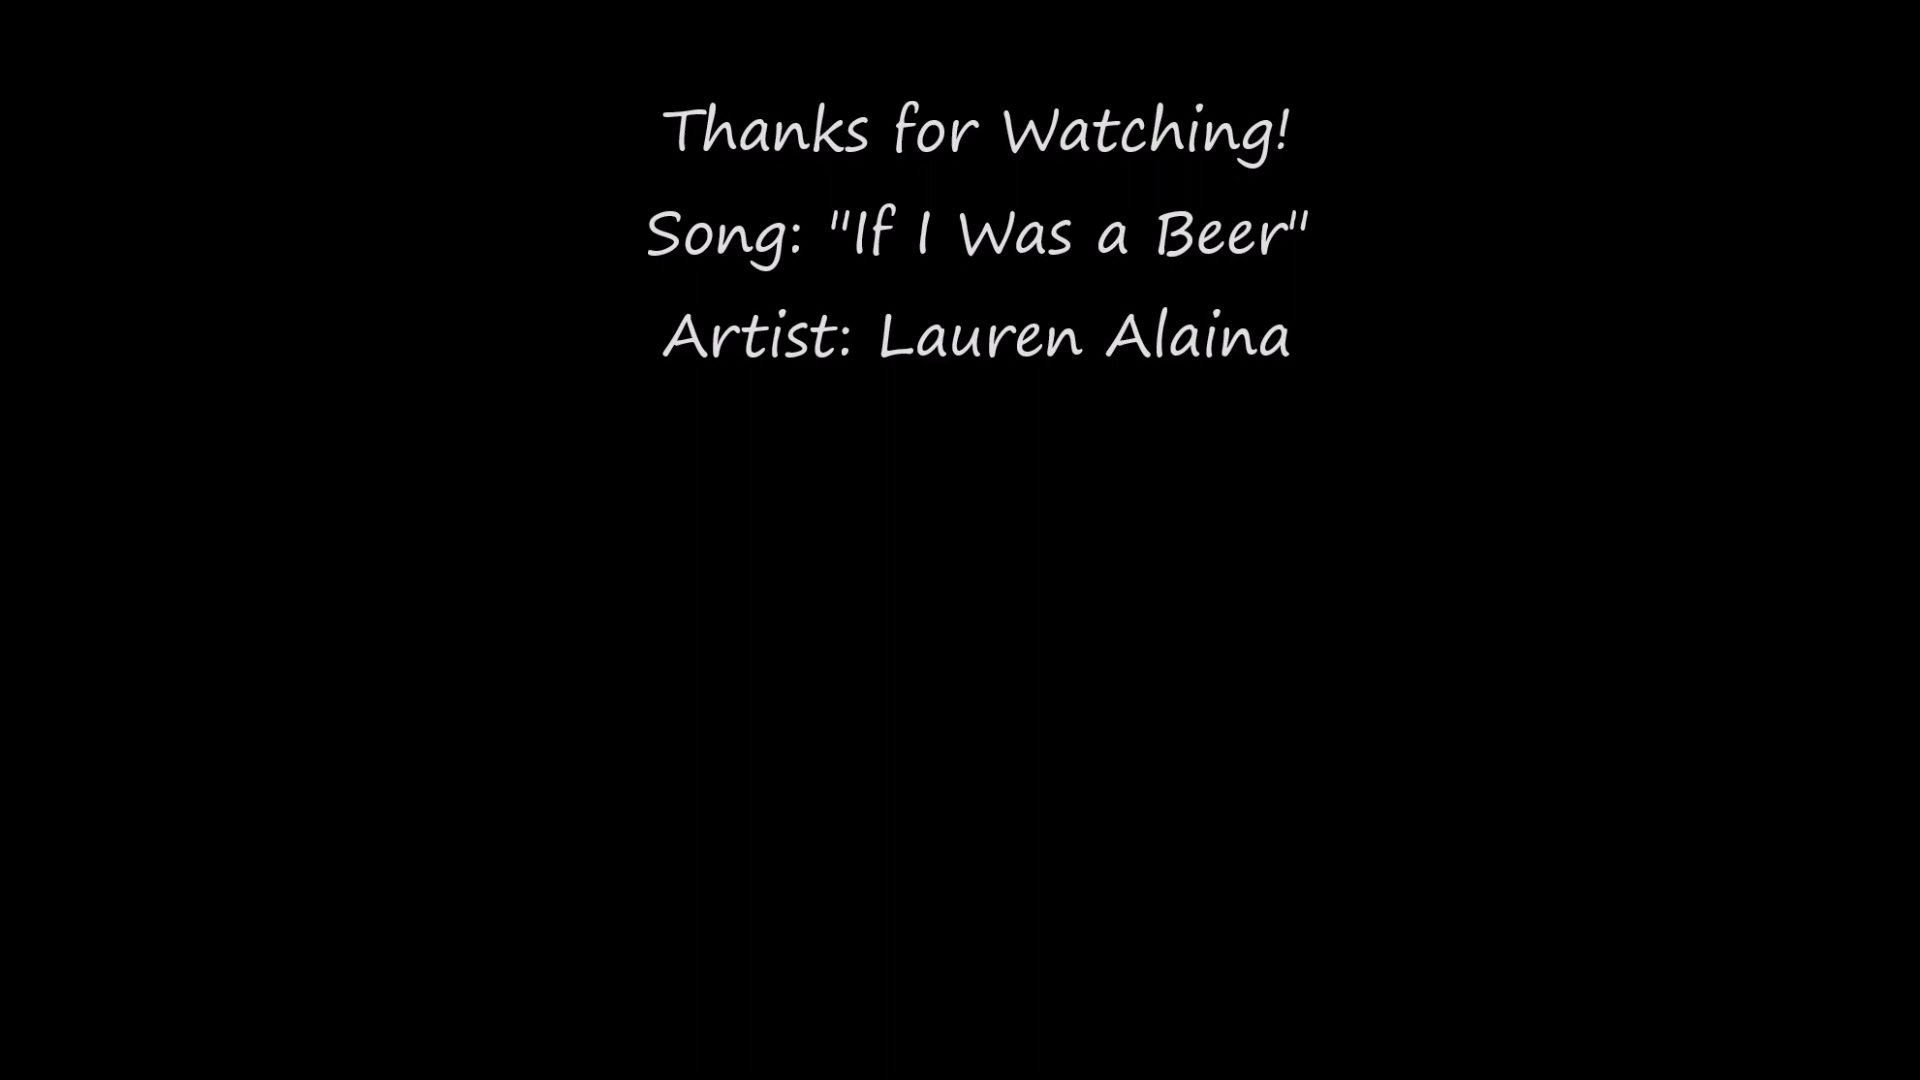 Thanks for Watching!
Song: "If I Was a Beer"
Artist: Lauren Alaina